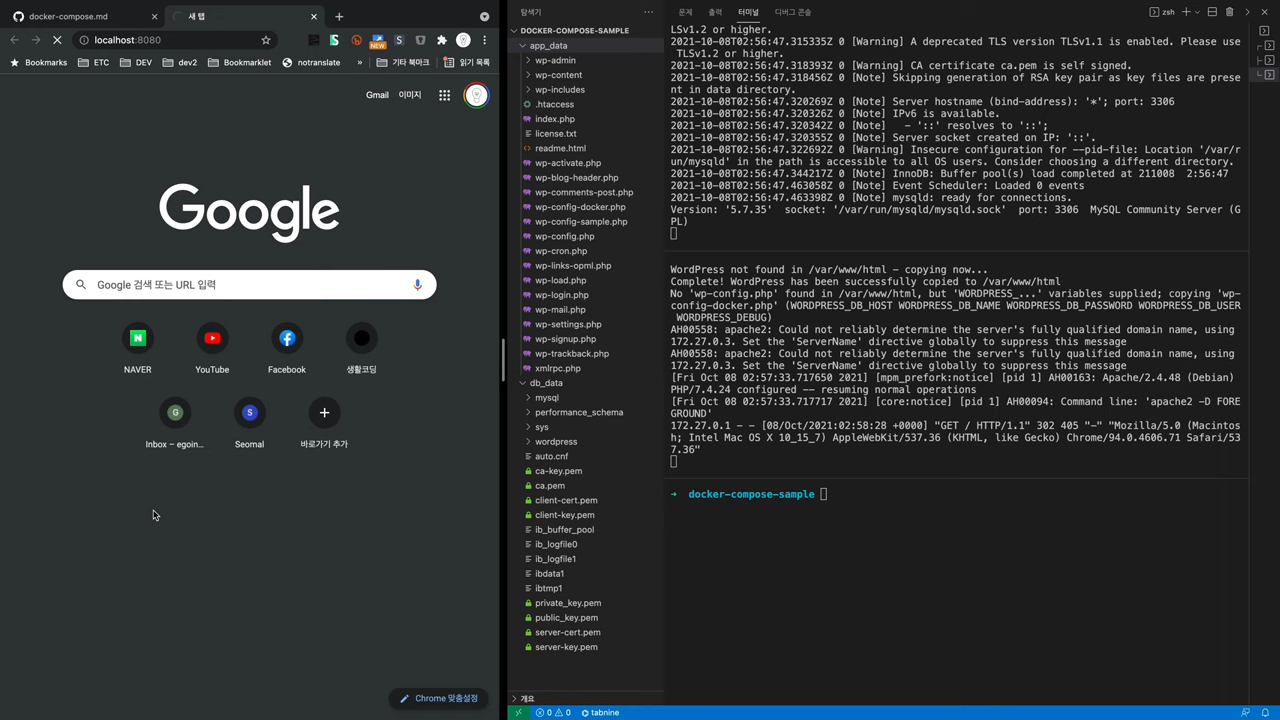 docker-compose.md
새 탭
localhost:8080
NEW
Bookmarks
ETC
DEV
dev2
Bookmarklet
notranslate
»
기타 북마크
읽기 목록
Gmail
이미지
Google
Google 검색 또는 URL 입력
NAVER
YouTube
Facebook
생활코딩
G
S
Inbox – egoin...
Seomal
바로가기 추가
Chrome 맞춤설정
탐색기
DOCKER-COMPOSE-SAMPLE
app_data
wp-admin
wp-content
wp-includes
.htaccess
index.php
license.txt
readme.html
wp-activate.php
wp-blog-header.php
wp-comments-post.php
wp-config-docker.php
wp-config-sample.php
wp-config.php
wp-cron.php
wp-links-opml.php
wp-load.php
wp-login.php
wp-mail.php
wp-settings.php
wp-signup.php
wp-trackback.php
xmlrpc.php
db_data
mysql
performance_schema
sys
wordpress
auto.cnf
ca-key.pem
ca.pem
client-cert.pem
client-key.pem
ib_buffer_pool
ib_logfile0
ib_logfile1
ibdata1
ibtmp1
private_key.pem
public_key.pem
server-cert.pem
server-key.pem
개요
0 0
tabnine
문제 출력 터미널 디버그 콘솔
zsh
LSv1.2 or higher.
2021-10-08T02:56:47.315335Z 0 [Warning] A deprecated TLS version TLSv1.1 is enabled. Please use
TLSv1.2 or higher.
2021-10-08T02:56:47.318393Z 0 [Warning] CA certificate ca.pem is self signed.
2021-10-08T02:56:47.318456Z 0 [Note] Skipping generation of RSA key pair as key files are prese
nt in data directory.
2021-10-08T02:56:47.320269Z 0 [Note] Server hostname (bind-address): '*'; port: 3306
2021-10-08T02:56:47.320326Z 0 [Note] IPv6 is available.
2021-10-08T02:56:47.320342Z 0 [Note]   - '::' resolves to '::';
2021-10-08T02:56:47.320355Z 0 [Note] Server socket created on IP: '::'.
2021-10-08T02:56:47.322692Z 0 [Warning] Insecure configuration for --pid-file: Location '/var/r
un/mysqld' in the path is accessible to all OS users. Consider choosing a different directory.
2021-10-08T02:56:47.344217Z 0 [Note] InnoDB: Buffer pool(s) load completed at 211008  2:56:47
2021-10-08T02:56:47.463058Z 0 [Note] Event Scheduler: Loaded 0 events
2021-10-08T02:56:47.463398Z 0 [Note] mysqld: ready for connections.
Version: '5.7.35'  socket: '/var/run/mysqld/mysqld.sock'  port: 3306  MySQL Community Server (G
PL)
WordPress not found in /var/www/html - copying now...
Complete! WordPress has been successfully copied to /var/www/html
No 'wp-config.php' found in /var/www/html, but 'WORDPRESS_...' variables supplied; copying 'wp-
config-docker.php' (WORDPRESS_DB_HOST WORDPRESS_DB_NAME WORDPRESS_DB_PASSWORD WORDPRESS_DB_USER
WORDPRESS_DEBUG)
AH00558: apache2: Could not reliably determine the server's fully qualified domain name, using
172.27.0.3. Set the 'ServerName' directive globally to suppress this message
AH00558: apache2: Could not reliably determine the server's fully qualified domain name, using
172.27.0.3. Set the 'ServerName' directive globally to suppress this message
[Fri Oct 08 02:57:33.717650 2021] [mpm_prefork:notice] [pid 1] AH00163: Apache/2.4.48 (Debian)
PHP/7.4.24 configured -- resuming normal operations
[Fri Oct 08 02:57:33.717717 2021] [core:notice] [pid 1] AH00094: Command line: 'apache2 -D FORE
GROUND'
172.27.0.1 - - [08/Oct/2021:02:58:28 +0000] "GET / HTTP/1.1" 302 405 "-" "Mozilla/5.0 (Macintos
h; Intel Mac OS X 10_15_7) AppleWebKit/537.36 (KHTML, like Gecko) Chrome/94.0.4606.71 Safari/53
7.36"
→ docker-compose-sample